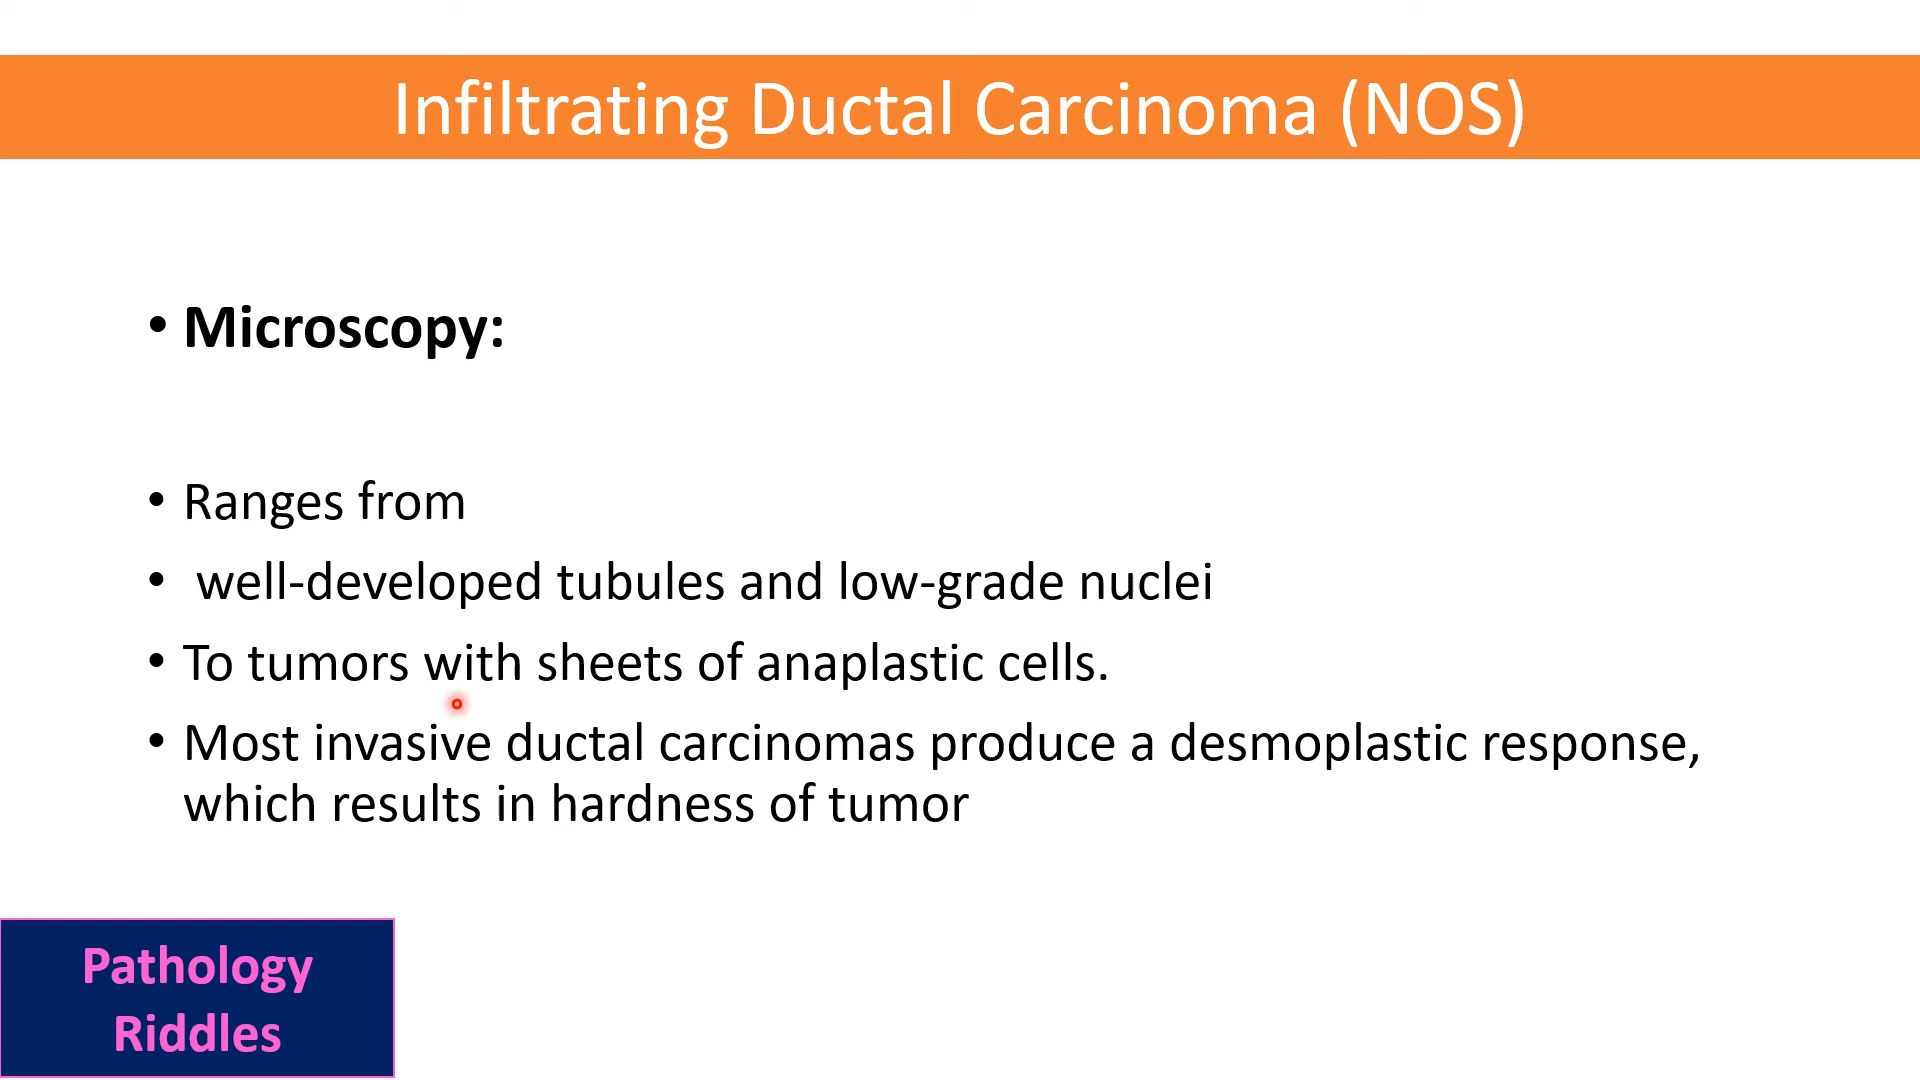 Infiltrating Ductal Carcinoma (NOS)
• Microscopy:
• Ranges from
• well-developed tubules and low-grade nuclei
• To tumors with sheets of anaplastic cells.
• Most invasive ductal carcinomas produce a desmoplastic response,
which results in hardness of tumor
Pathology
Riddles